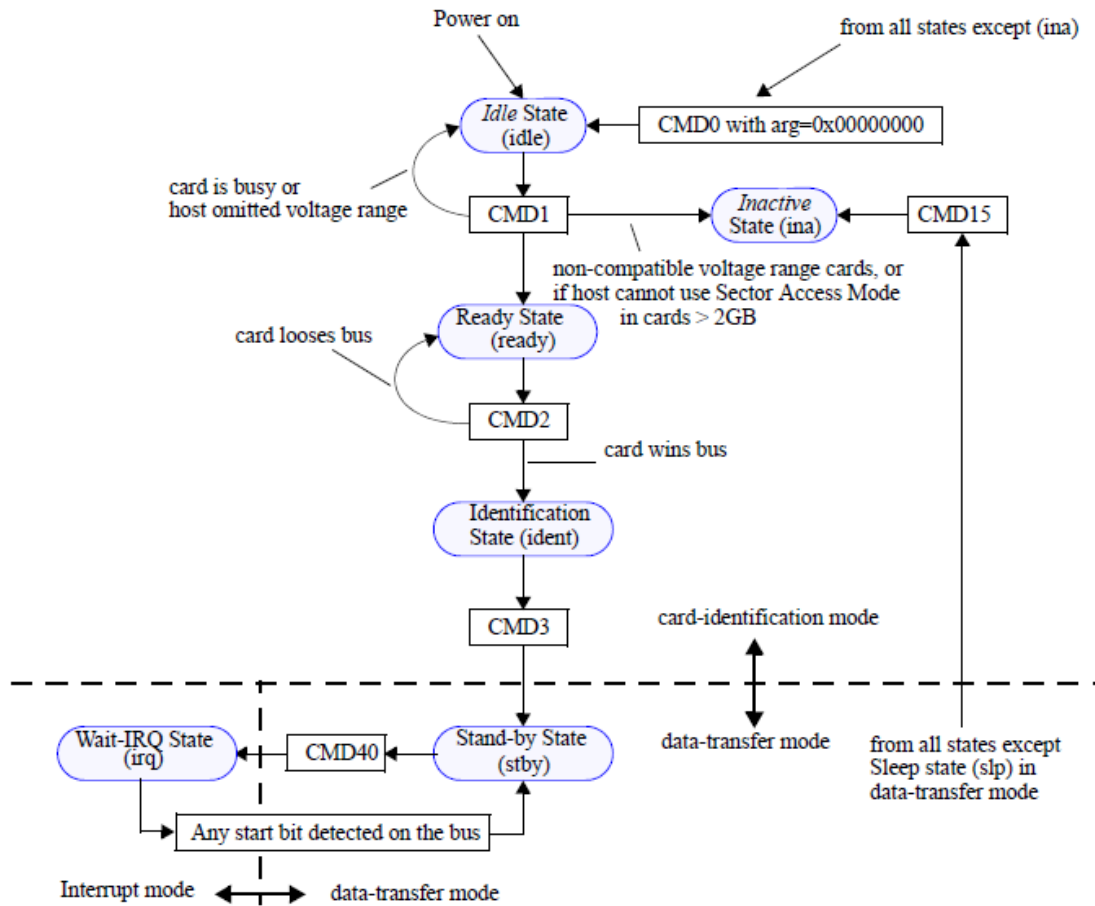 Power on
from all states except (ina)
Idle State
(idle)
CMD0 with arg=0x00000000
card is busy or
host omitted voltage range
CMD1
Inactive
State (ina)
CMD15
non-compatible voltage range cards, or
if host cannot use Sector Access Mode
in cards > 2GB
Ready State
(ready)
card looses bus
CMD2
card wins bus
Identification
State (ident)
CMD3
card-identification mode
Wait-IRQ State
(irq)
CMD40
Stand-by State
(stby)
data-transfer mode
from all states except
Sleep state (slp) in
data-transfer mode
Any start bit detected on the bus
Interrupt mode
data-transfer mode